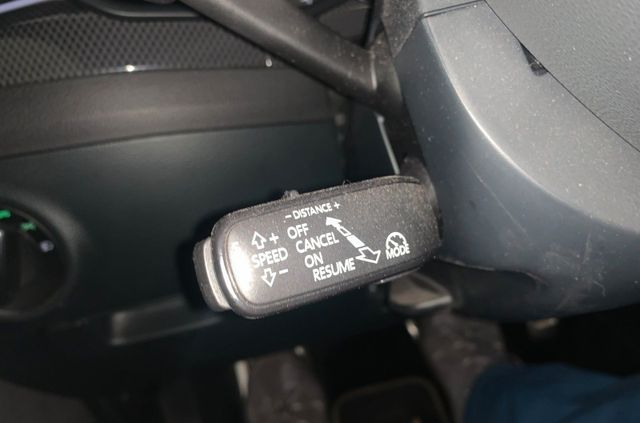 - DISTANCE +
OFF
+
CANCEL
SPEED
ON
-
RESUME
MODE